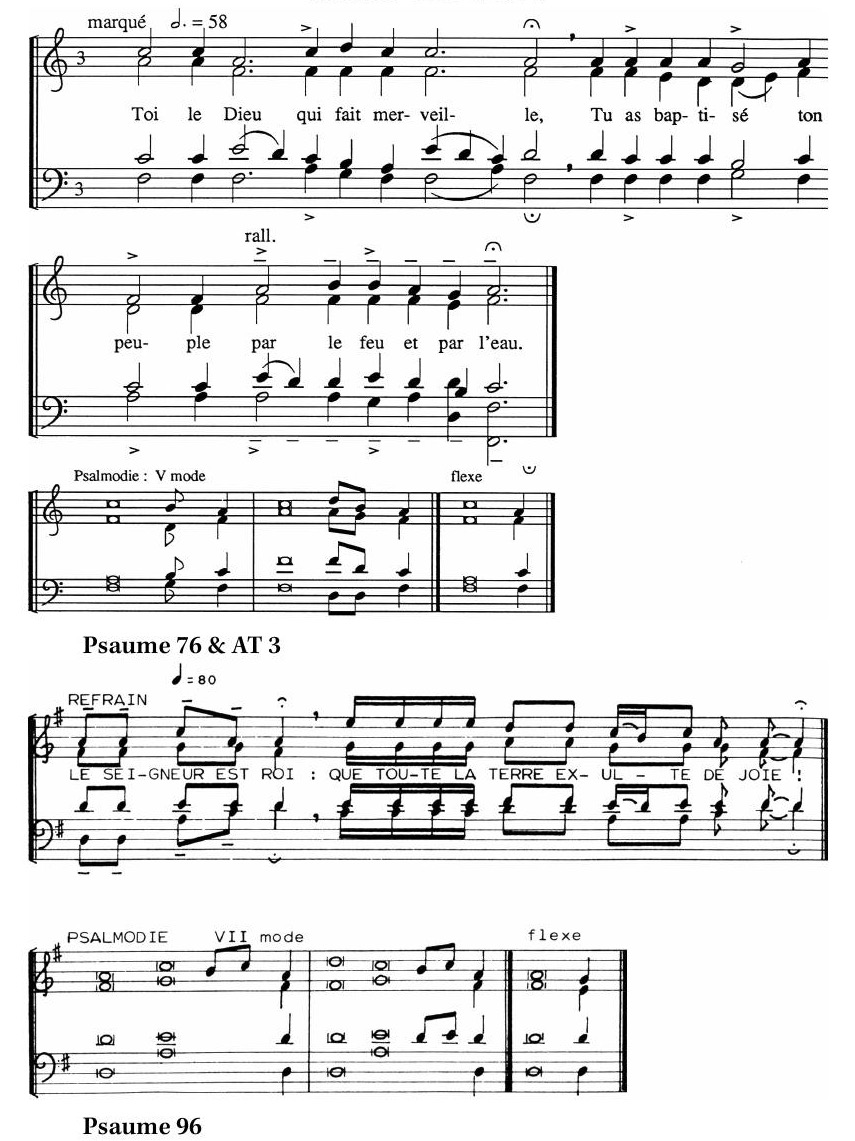 marqué 𝅗𝅥. = 58
3
Toi le Dieu qui fait mer- veil- le, Tu as bap- ti- sé ton
3
rall.
peu- ple par le feu et par l'eau.
Psalmodie : V mode flexe
Psaume 76 & AT 3
♩ = 80
REFRAIN
LE SEI-GNEUR EST ROI : QUE TOU-TE LA TERRE EX- UL - TE DE JOIE !
PSALMODIE VII mode flexe
Psaume 96